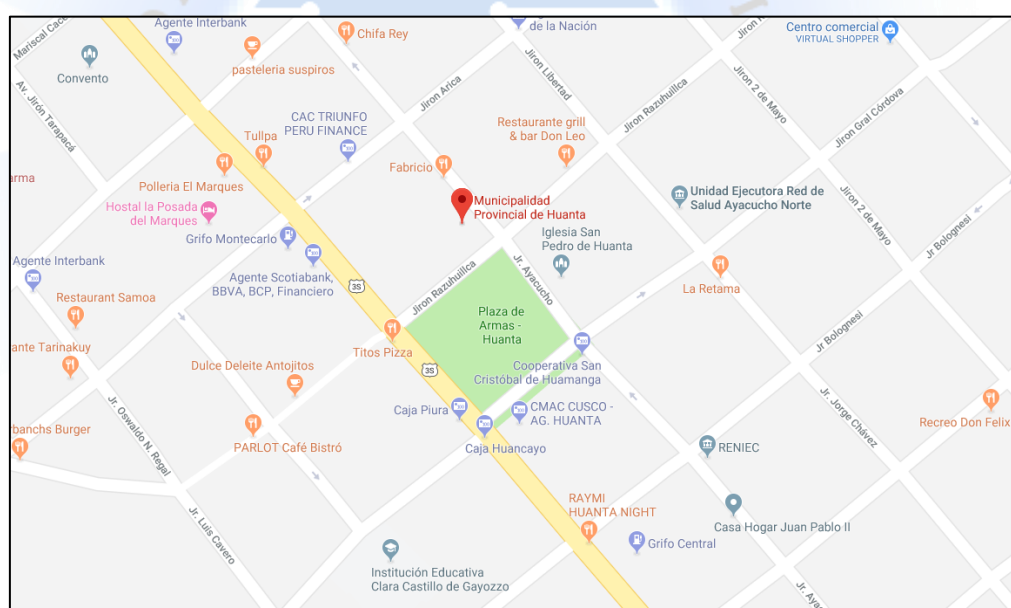 Mariscal Cace
Agente Interbank
Convento
Chifa Rey
pasteleria suspiros
de la Nación
Centro comercial
VIRTUAL SHOPPER
Av. Jirón Tarapacá
Jiron Arica
Jiron Libertad
Jiron Razuhuillca
Jiron 2 de Mayo
Jiron Gral Córdova
CAC TRIUNFO
PERU FINANCE
Tullpa
Restaurante grill
& bar Don Leo
Fabricio
arma
Polleria El Marques
Hostal la Posada
del Marques
Municipalidad
Provincial de Huanta
Unidad Ejecutora Red de
Salud Ayacucho Norte
Jiron 2 de Mayo
Grifo Montecarlo
Iglesia San
Pedro de Huanta
Jr Bolognesi
Agente Interbank
Agente Scotiabank,
BBVA, BCP, Financiero
Jiron Razuhuillca
Jr. Ayacucho
3S
La Retama
Restaurant Samoa
Plaza de
Armas -
Huanta
Jr Bolognesi
ante Tarinakuy
Titos Pizza
Dulce Deleite Antojitos
3S
Cooperativa San
Cristóbal de Huamanga
Jr. Oswaldo N. Regal
Caja Piura
CMAC CUSCO -
AG. HUANTA
Jr. Jorge Chávez
Recreo Don Felix
rbanchs Burger
PARLOT Café Bistró
Caja Huancayo
RENIEC
RAYMI
HUANTA NIGHT
Casa Hogar Juan Pablo II
Jr. Luis Cavero
Grifo Central
Institución Educativa
Clara Castillo de Gayozzo
Jr. Aya